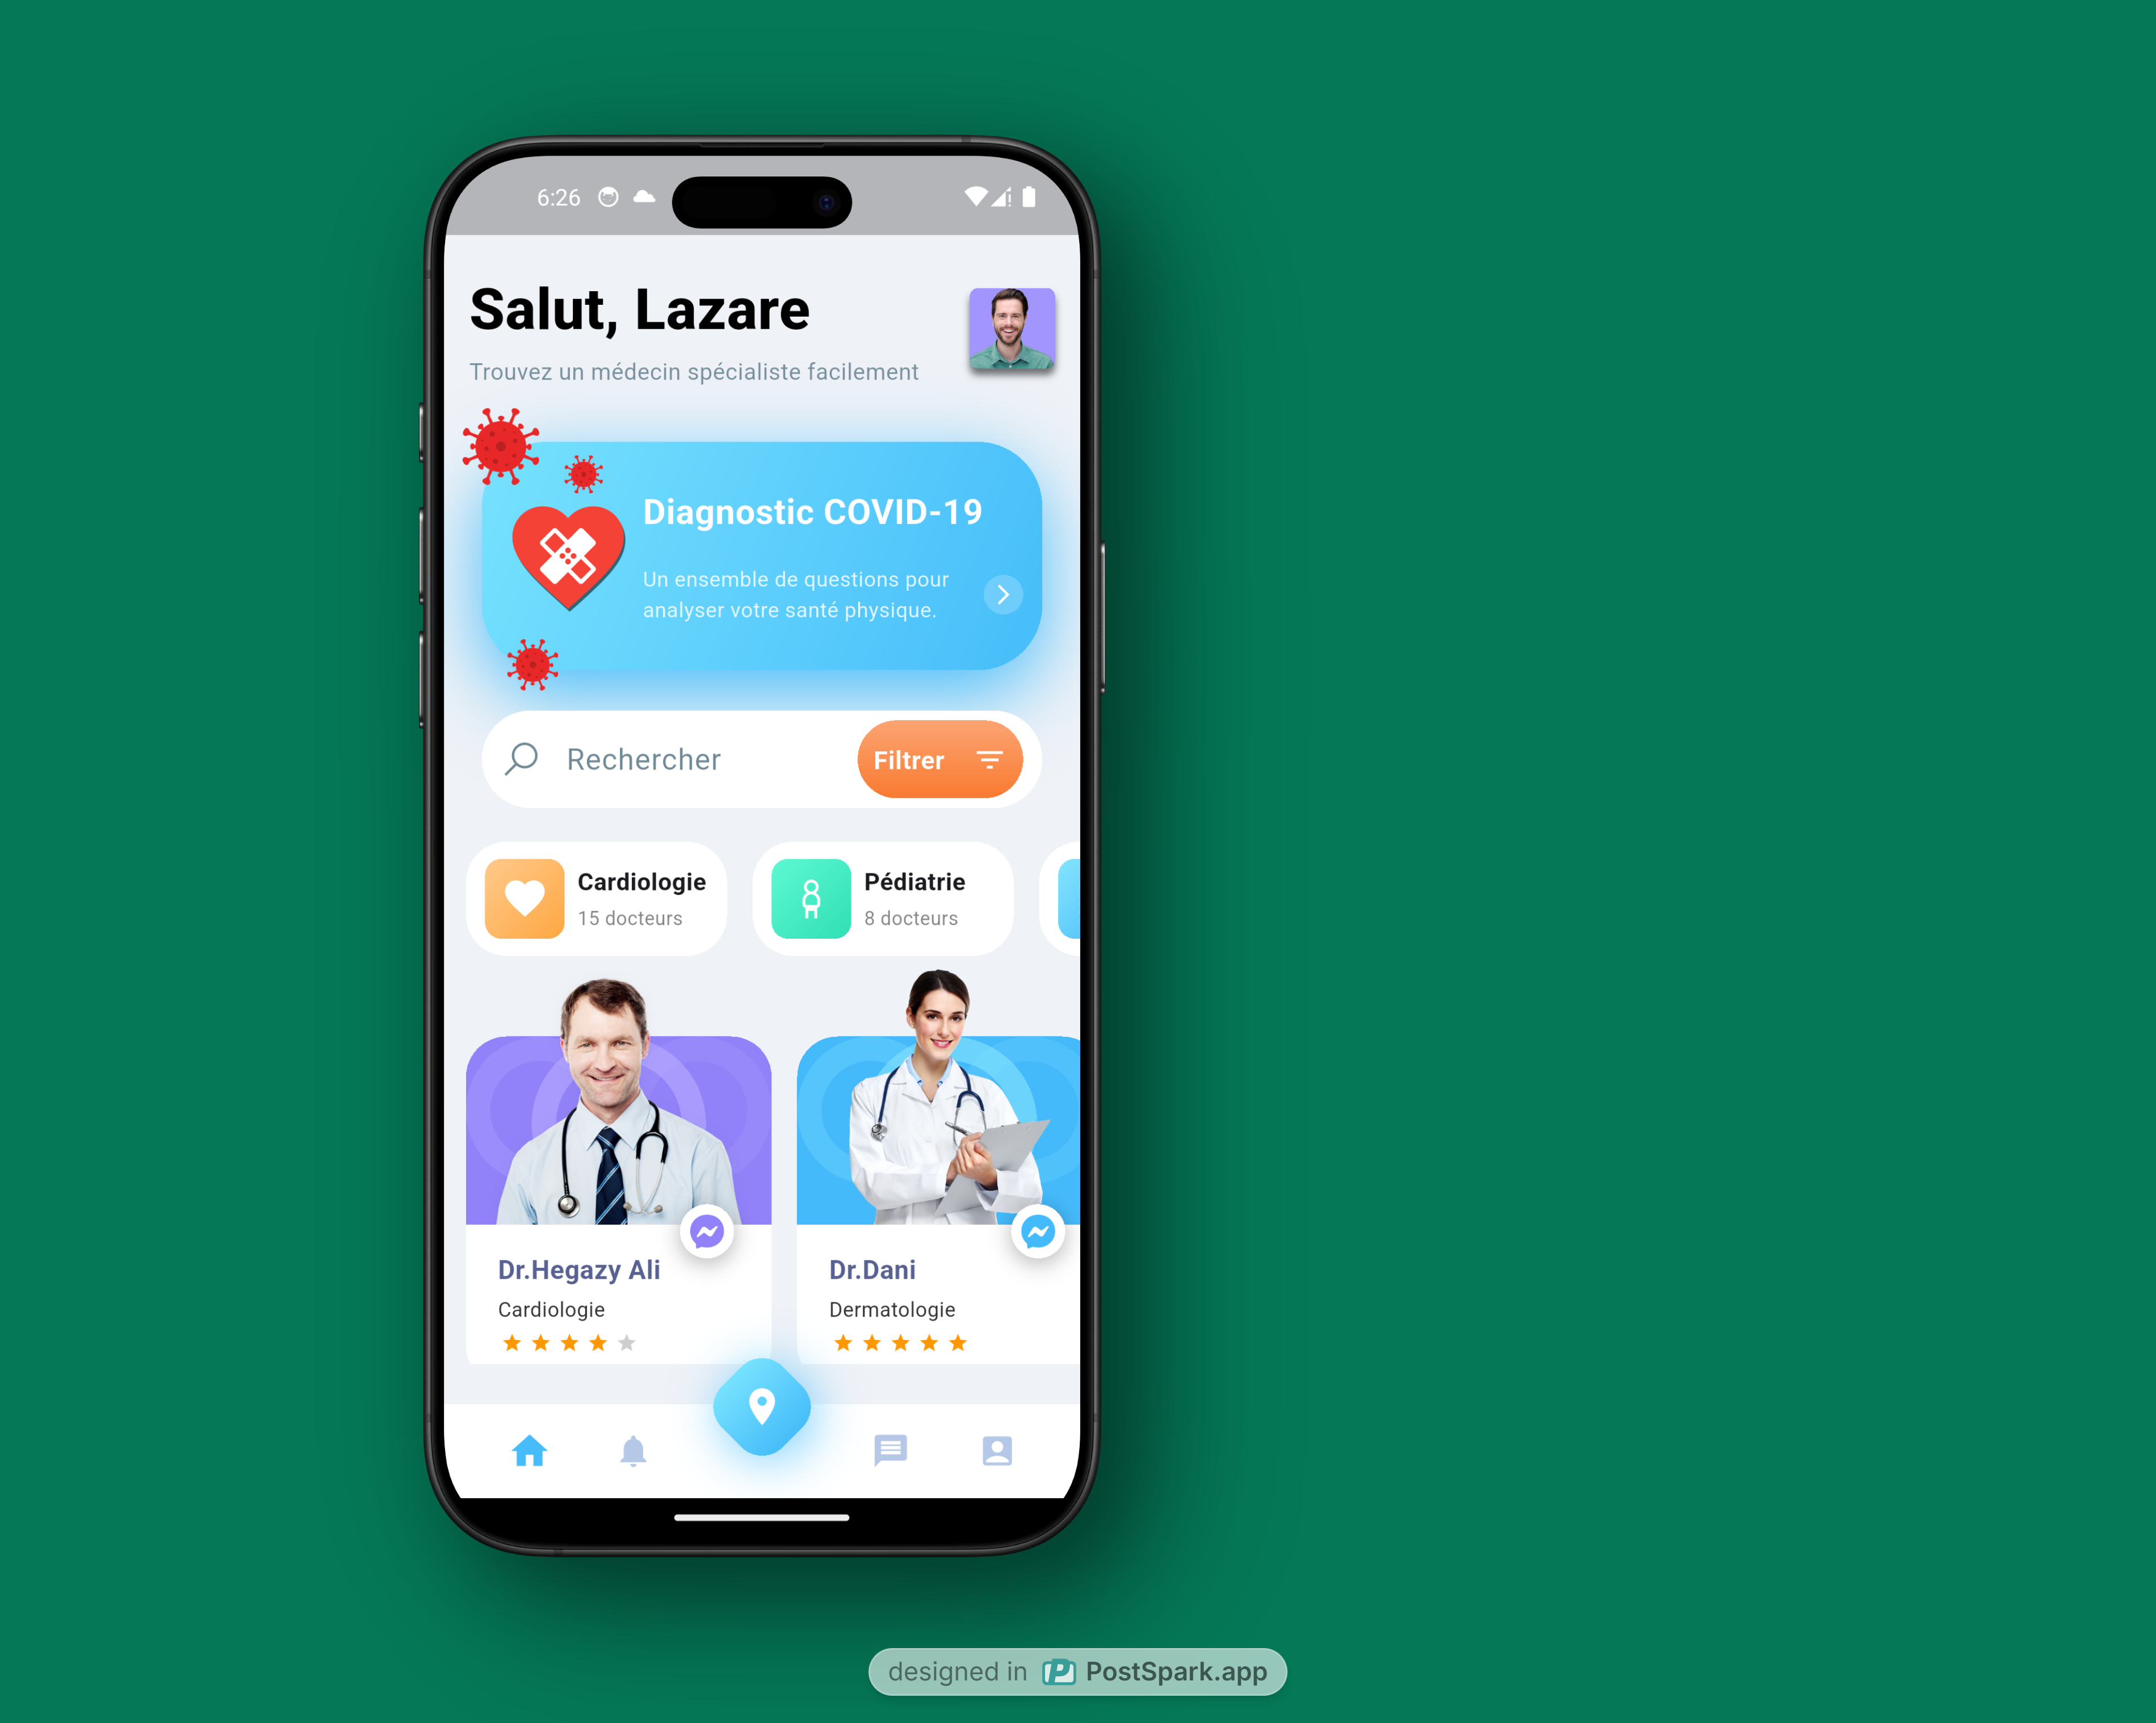 6:26
Salut, Lazare
Trouvez un médecin spécialiste facilement
Diagnostic COVID-19
Un ensemble de questions pour
analyser votre santé physique.
Rechercher
Filtrer
Cardiologie
15 docteurs
Pédiatrie
8 docteurs
Dr.Hegazy Ali
Cardiologie
Dr.Dani
Dermatologie
designed in PostSpark.app